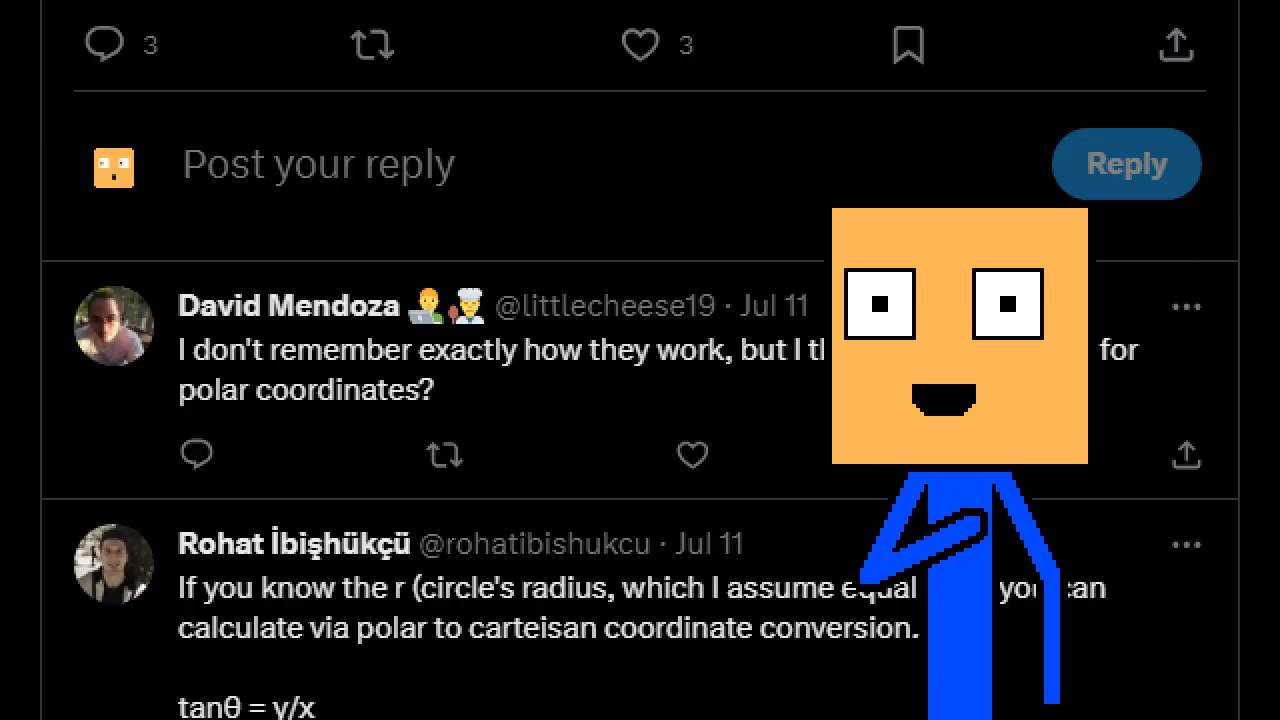 3 3
Post your reply
Reply
David Mendoza 👨‍💻👨‍🍳 @littlecheese19 · Jul 11
I don't remember exactly how they work, but I for
polar coordinates?
Rohat İbişhükçü @rohatibishukcu · Jul 11
If you know the r (circle's radius, which I assume equal you can
calculate via polar to carteisan coordinate conversion.
tanθ = y/x